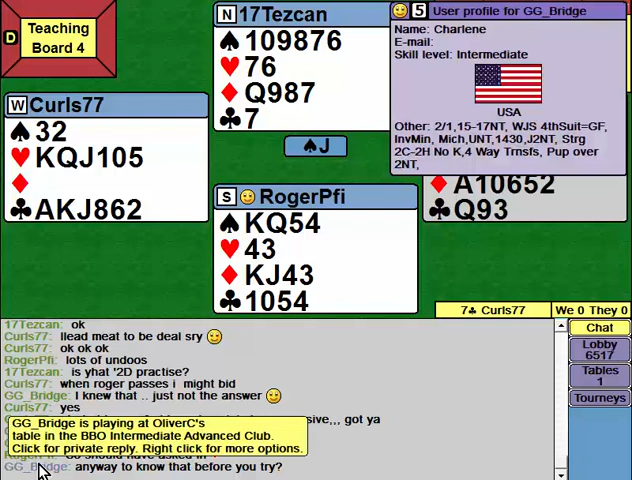 D
Teaching
Board 4
N 17Tezcan
♠109876
♥76
♦Q987
♣7
5 User profile for GG_Bridge
Name: Charlene
E-mail:
Skill level: Intermediate
USA
Other: 2/1,15-17NT, WJS 4thSuit=GF,
InvMin, Mich,UNT,1430,J2NT, Strg
2C-2H No K,4 Way Trnsfs, Pup over
2NT,
W Curls77
♠32
♥KQJ105
♦
♣AKJ862
♠J
A10652
♣Q93
S RogerPfi
♠KQ54
♥43
♦KJ43
♣1054
7♣ Curls77
We 0 They 0
17Tezcan: ok
Curls77: llead meat to be deal sry
Curls77: ok ok ok
RogerPfi: lots of undoos
17Tezcan: is yhat '2D practise?
Curls77: when roger passes i might bid
GG_Bridge: I knew that .. just not the answer
Curls77: yes
sive,,, got ya
GG_Bridge is playing at OliverC's
table in the BBO Intermediate Advanced Club.
Click for private reply. Right click for more options.
GG_Bridge: anyway to know that before you try?
Chat
Lobby
6517
Tables
1
Tourneys